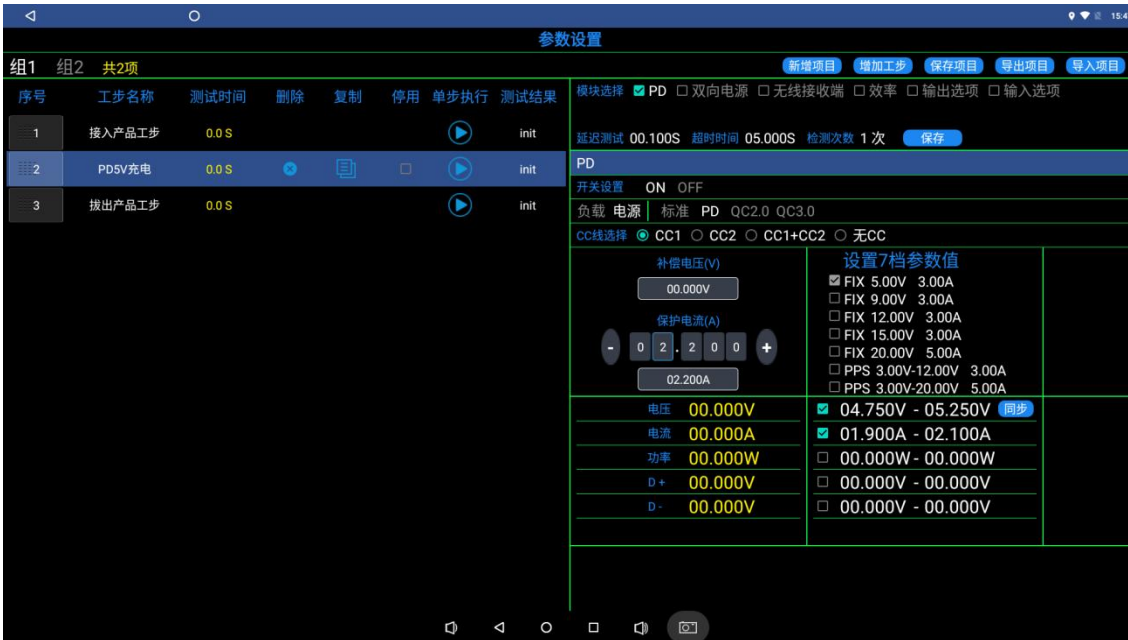 15:4
参数设置
组1 组2 共2项 新增项目 增加工步 保存项目 导出项目 导入项目
序号 工步名称 测试时间 删除 复制 停用 单步执行 测试结果
1 接入产品工步 0.0 S init
2 PD5V充电 0.0 S init
3 拔出产品工步 0.0 S init
模块选择 PD 双向电源 无线接收端 效率 输出选项 输入选项
延迟测试 00.100S 超时时间 05.000S 检测次数 1 次 保存
PD
开关设置 ON OFF
负载 电源 标准 PD QC2.0 QC3.0
CC线选择 CC1 CC2 CC1+CC2 无CC
补偿电压(V)
00.000V
保护电流(A)
- 0 2 . 2 0 0 +
02.200A
设置7档参数值
FIX 5.00V 3.00A
FIX 9.00V 3.00A
FIX 12.00V 3.00A
FIX 15.00V 3.00A
FIX 20.00V 5.00A
PPS 3.00V-12.00V 3.00A
PPS 3.00V-20.00V 5.00A
电压 00.000V 04.750V - 05.250V 同步
电流 00.000A 01.900A - 02.100A
功率 00.000W 00.000W - 00.000W
D + 00.000V 00.000V - 00.000V
D - 00.000V 00.000V - 00.000V